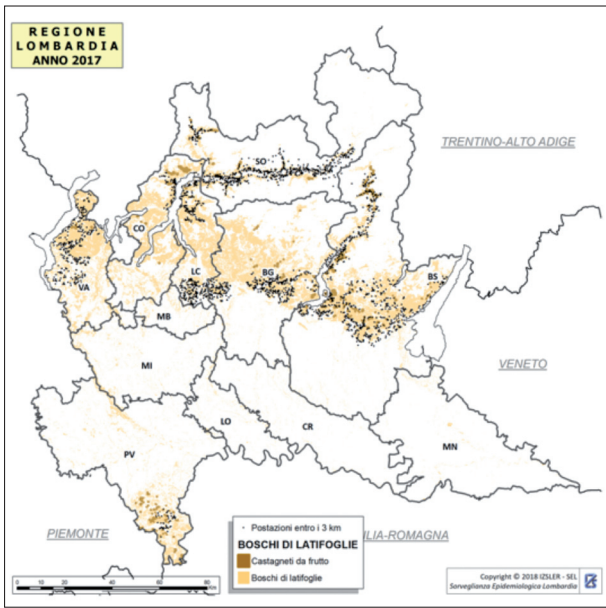 REGIONE
LOMBARDIA
ANNO 2017
TRENTINO-ALTO ADIGE
SO
CO
VA
LC
BG
BS
MB
MI
VENETO
LO
CR
MN
PV
PIEMONTE
ILIA-ROMAGNA
Postazioni entro i 3 km
BOSCHI DI LATIFOGLIE
Castagneti da frutto
Boschi di latifoglie
0 10 20 40 60 80
Copyright © 2018 IZSLER - SEL
Sorveglianza Epidemiologica Lombardia